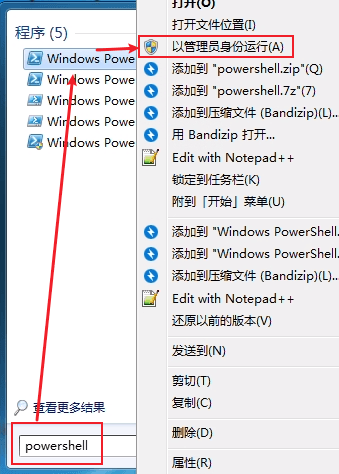 程序 (5)
Windows Powe
Windows Powe
Windows Powe
Windows Powe
Windows Powe
查看更多结果
powershell
打开(O)
打开文件位置(I)
以管理员身份运行(A)
添加到 "powershell.zip"(Q)
添加到 "powershell.7z"(7)
添加到压缩文件 (Bandizip)(L)...
用 Bandizip 打开...
Edit with Notepad++
锁定到任务栏(K)
附到「开始」菜单(U)
添加到 "Windows PowerShell.
添加到 "Windows PowerShell.
添加到压缩文件 (Bandizip)(L)...
Edit with Notepad++
还原以前的版本(V)
发送到(N)
剪切(T)
复制(C)
删除(D)
属性(R)